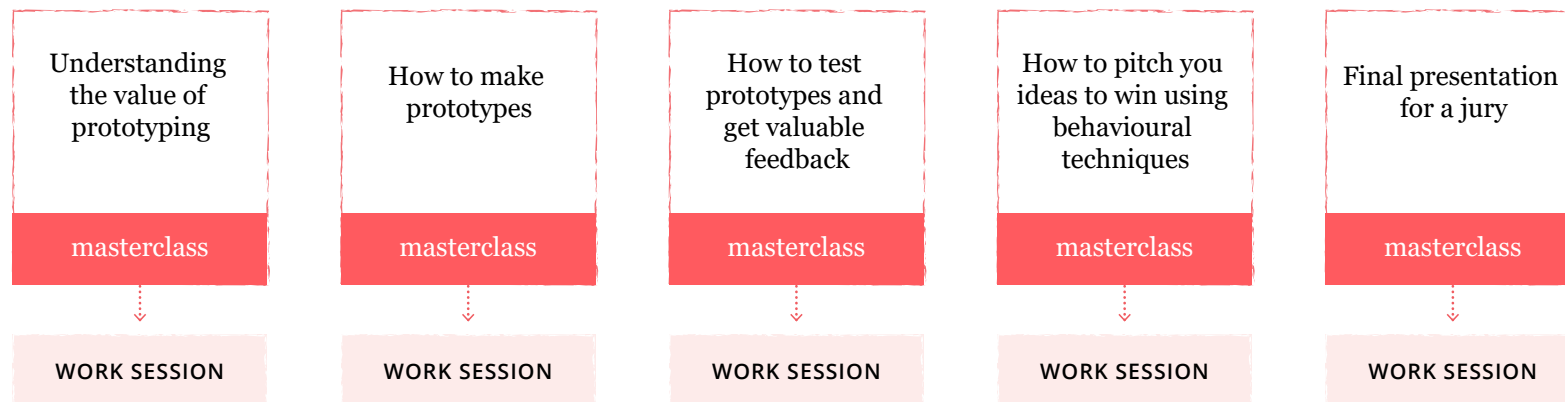 Understanding
the value of
prototyping
masterclass
WORK SESSION
How to make
prototypes
masterclass
WORK SESSION
How to test
prototypes and
get valuable
feedback
masterclass
WORK SESSION
How to pitch you
ideas to win using
behavioural
techniques
masterclass
WORK SESSION
Final presentation
for a jury
masterclass
WORK SESSION